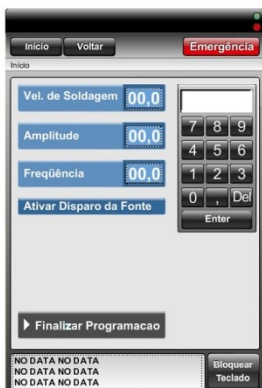 Início Voltar Emergência
Início
Vel. de Soldagem 00,0
Amplitude 00,0
Freqüência 00,0
Ativar Disparo da Fonte
7 8 9
4 5 6
1 2 3
0 , Del
Enter
Finalizar Programacao
NO DATA NO DATA
NO DATA NO DATA
NO DATA NO DATA
Bloquear
Teclado